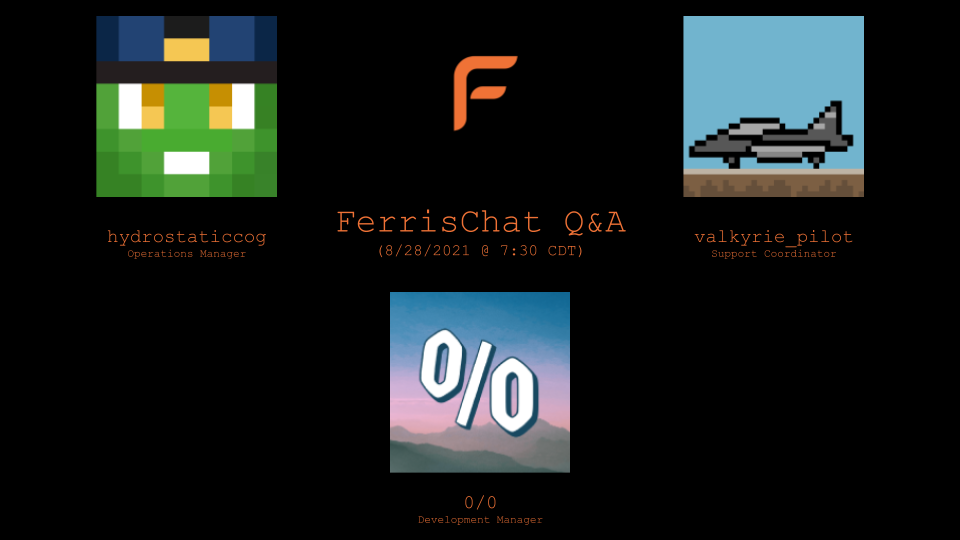 FerrisChat Q&A
(8/28/2021 @ 7:30 CDT)
hydrostaticcog
Operations Manager
valkyrie_pilot
Support Coordinator
0/0
0/0
Development Manager